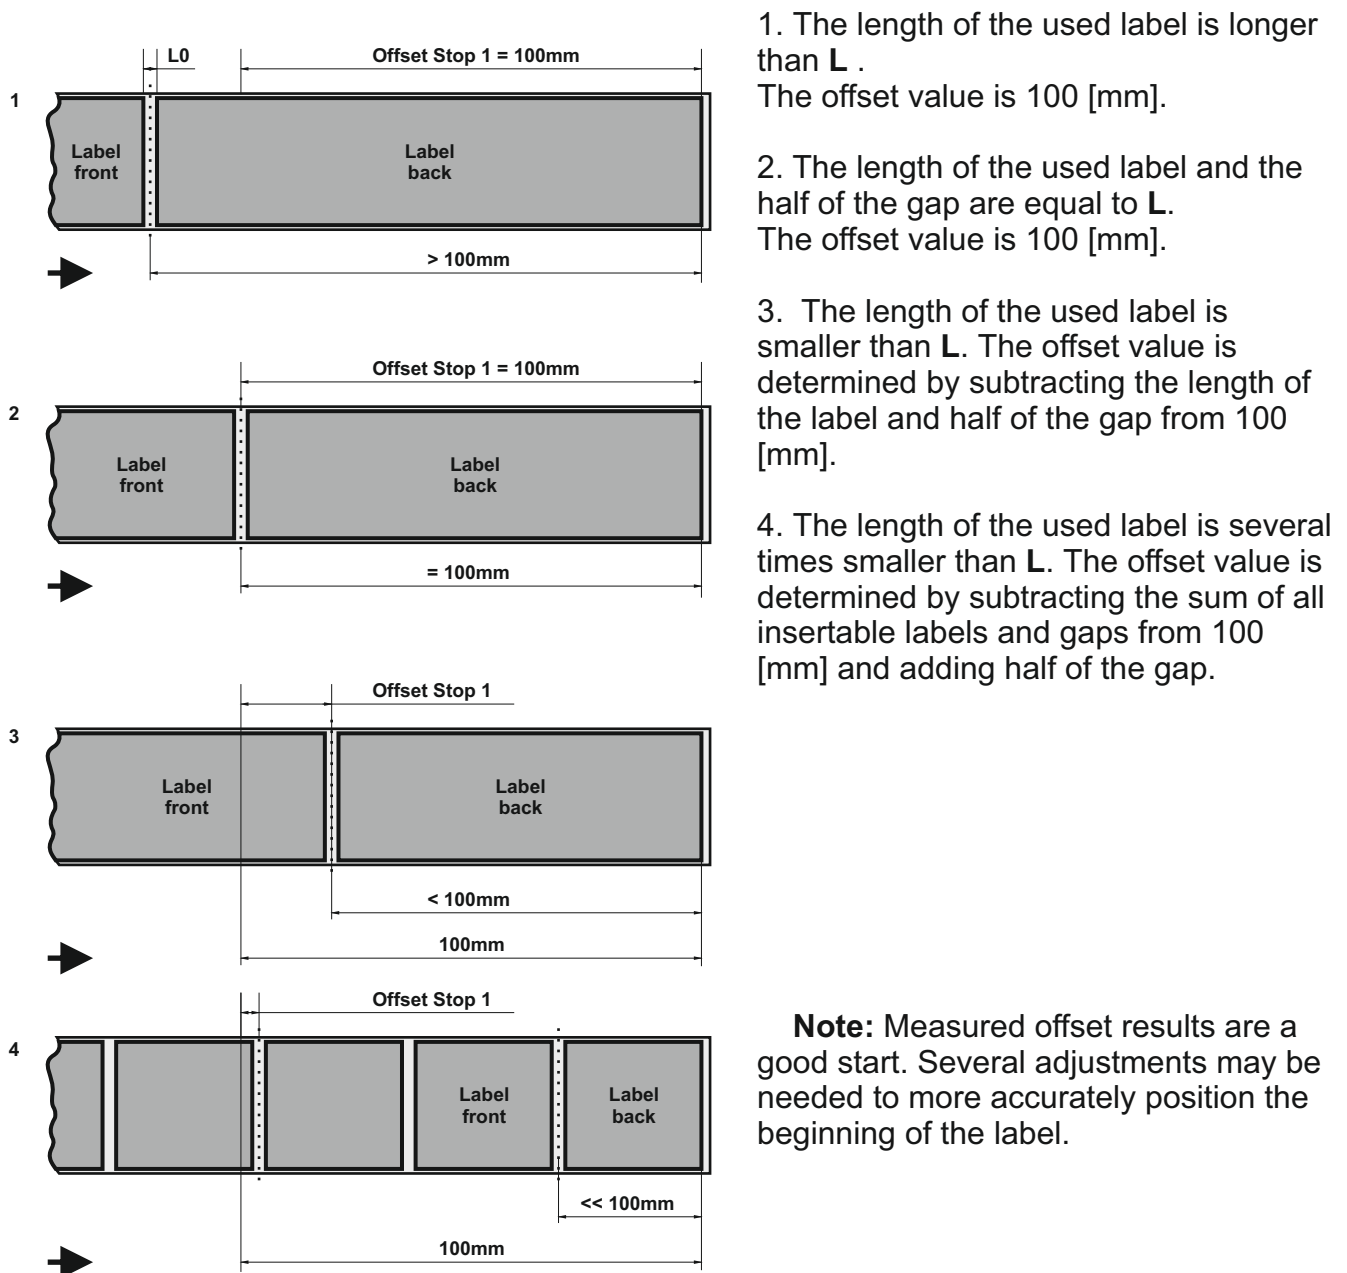 1. The length of the used label is longer
than L .
The offset value is 100 [mm].
2. The length of the used label and the
half of the gap are equal to L.
The offset value is 100 [mm].
3.  The length of the used label is
smaller than L. The offset value is
determined by subtracting the length of
the label and half of the gap from 100
[mm].
4. The length of the used label is several
times smaller than L. The offset value is
determined by subtracting the sum of all
insertable labels and gaps from 100
[mm] and adding half of the gap.
Note: Measured offset results are a
good start. Several adjustments may be
needed to more accurately position the
beginning of the label.
L0
Offset Stop 1 = 100mm
1
Label
front
Label
back
> 100mm
Offset Stop 1 = 100mm
2
Label
front
Label
back
= 100mm
Offset Stop 1
3
Label
front
Label
back
< 100mm
100mm
Offset Stop 1
4
Label
front
Label
back
<< 100mm
100mm